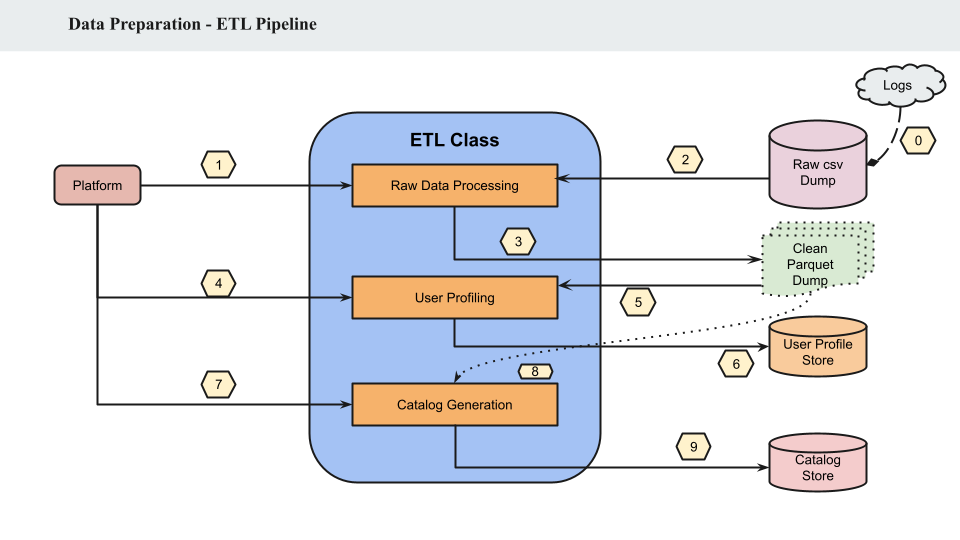 Data Preparation - ETL Pipeline
Logs
0
ETL Class
1
2
Raw csv
Dump
Platform
Raw Data Processing
3
Clean
Parquet
Dump
4
User Profiling
5
User Profile
Store
6
8
7
Catalog Generation
9
Catalog
Store